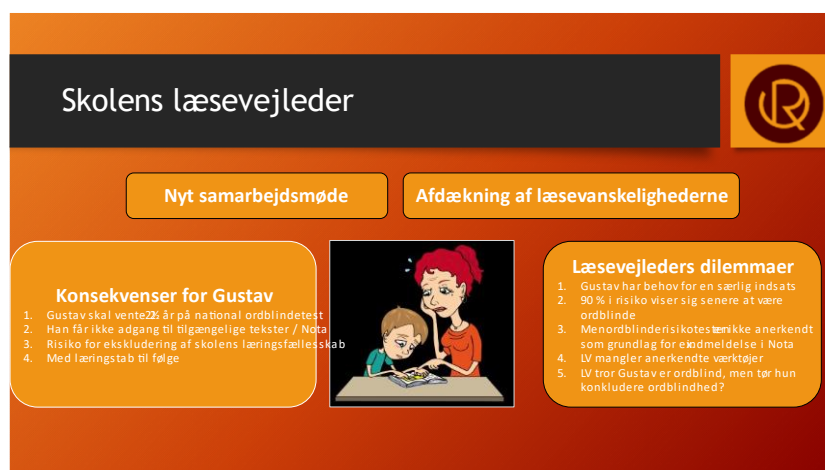 Skolens læsevejleder
Nyt samarbejdsmøde
Afdækning af læsevanskelighederne
Konsekvenser for Gustav
1. Gustav skal vente 2½ år på national ordblindetest
2. Han får ikke adgang til tilgængelige tekster / Nota
3. Risiko for ekskludering af skolens læringsfællesskab
4. Med læringstab til følge
Læsevejleders dilemmaer
1. Gustav har behov for en særlig indsats
2. 90 % i risiko viser sig senere at være
ordblinde
3. Men ordblinderisikotesten er ikke anerkendt
som grundlag for en indmeldelse i Nota
4. LV mangler anerkendte værktøjer
5. LV tror Gustav er ordblind, men tør hun
konkludere ordblindhed?